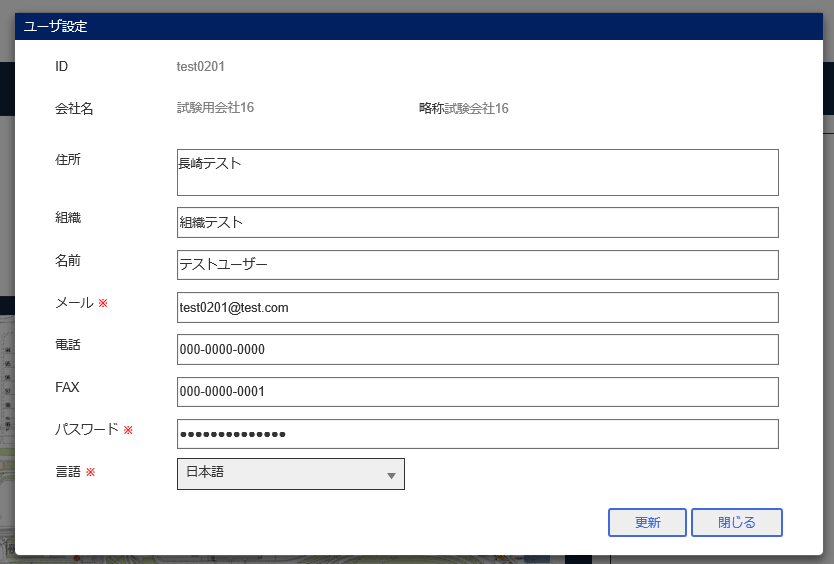 ユーザ設定
ID test0201
会社名 試験用会社16 略称試験会社16
住所 長崎テスト
組織 組織テスト
名前 テストユーザー
メール ※ test0201@test.com
電話 000-0000-0000
FAX 000-0000-0001
パスワード ※ ●●●●●●●●●●●●●●
言語 ※ 日本語
更新 閉じる